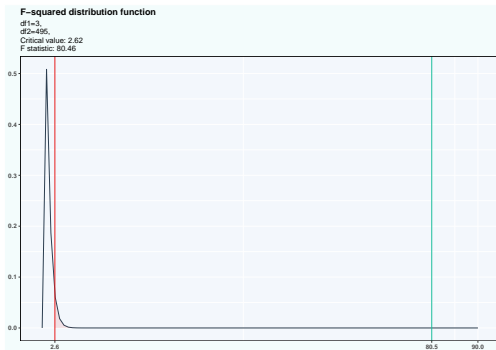 F-squared distribution function
df1=3,
df2=495,
Critical value: 2.62
F statistic: 80.46
0.5
0.4
0.3
0.2
0.1
0.0
2.6
80.5
90.0